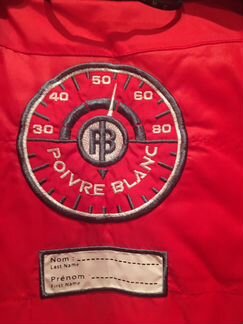 50
40 60
30 80
PB
POIVRE BLANC
Nom :
Last Name
Prénom :
First Name